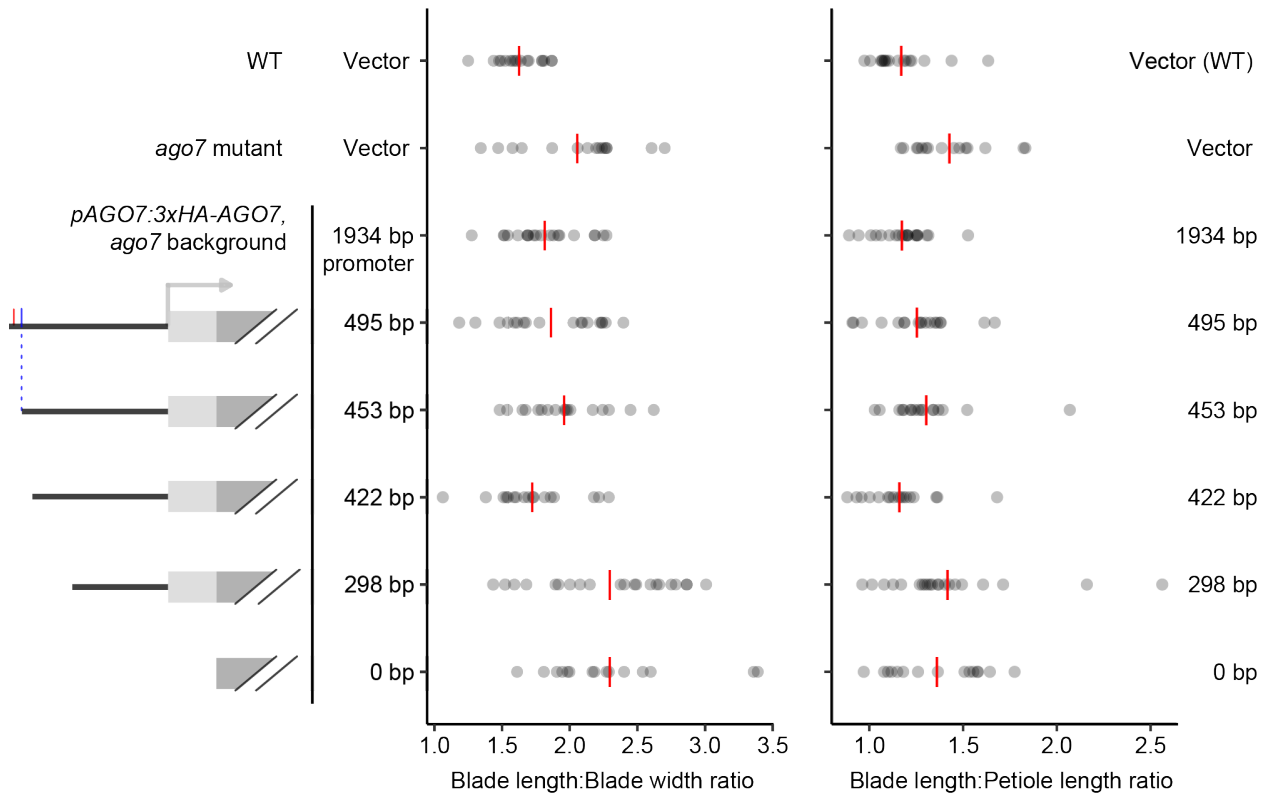 WT Vector Vector (WT)
ago7 mutant Vector Vector
pAGO7:3xHA-AGO7,
ago7 background 1934 bp 1934 bp
promoter
495 bp 495 bp
453 bp 453 bp
422 bp 422 bp
298 bp 298 bp
0 bp 0 bp
1.0 1.5 2.0 2.5 3.0 3.5 1.0 1.5 2.0 2.5
Blade length:Blade width ratio Blade length:Petiole length ratio